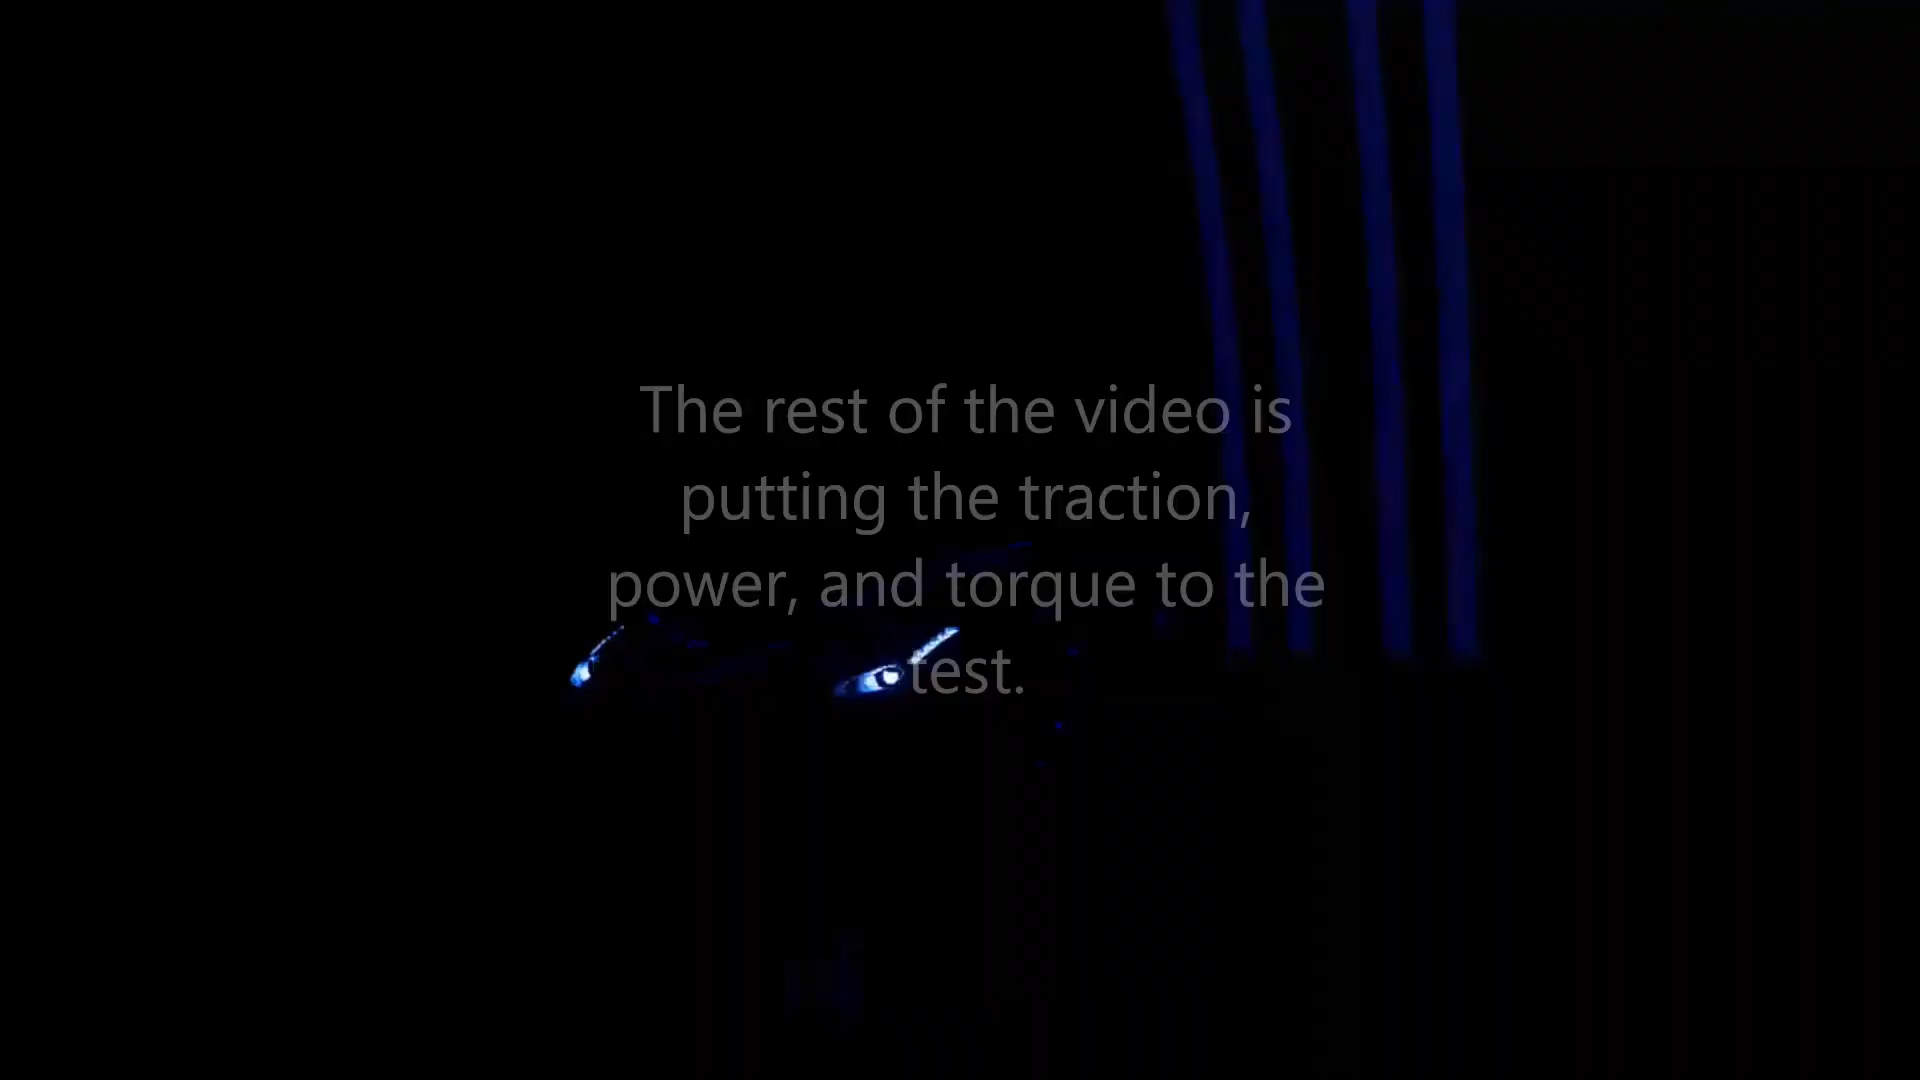 The rest of the video is
putting the traction,
power, and torque to the
test.